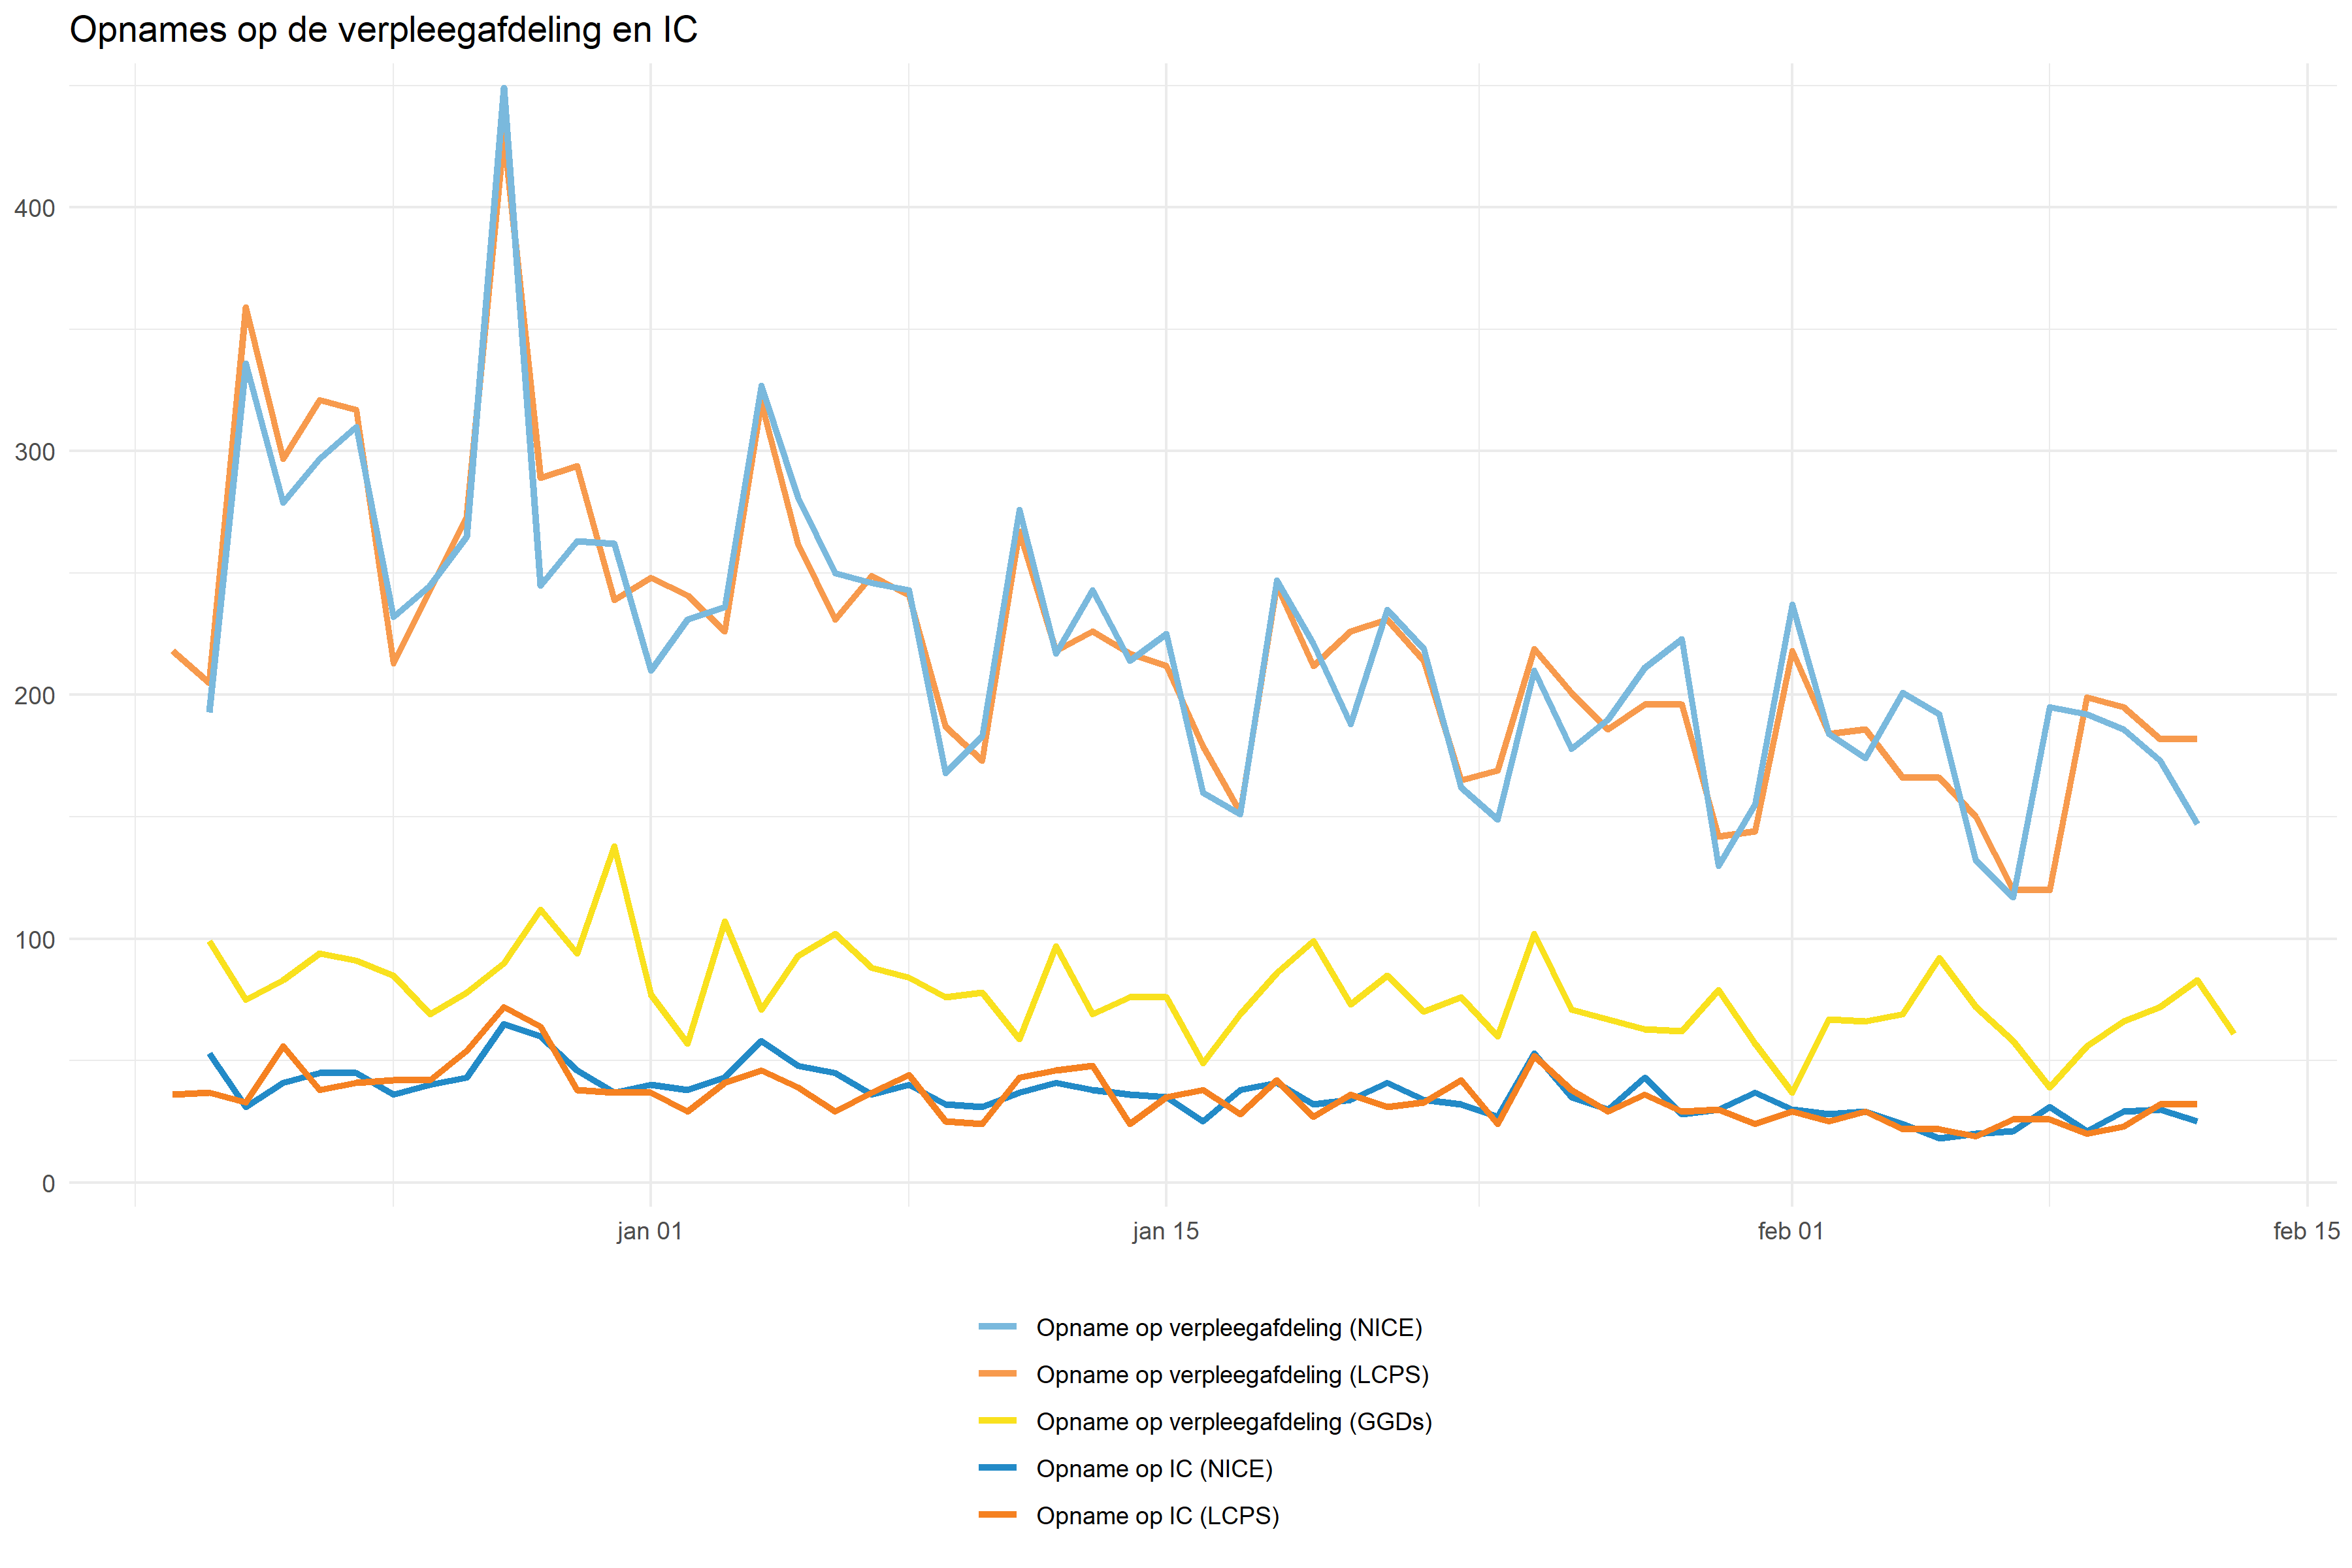 Opnames op de verpleegafdeling en IC
400
300
200
100
0
jan 01 jan 15 feb 01 feb 15
Opname op verpleegafdeling (NICE)
Opname op verpleegafdeling (LCPS)
Opname op verpleegafdeling (GGDs)
Opname op IC (NICE)
Opname op IC (LCPS)